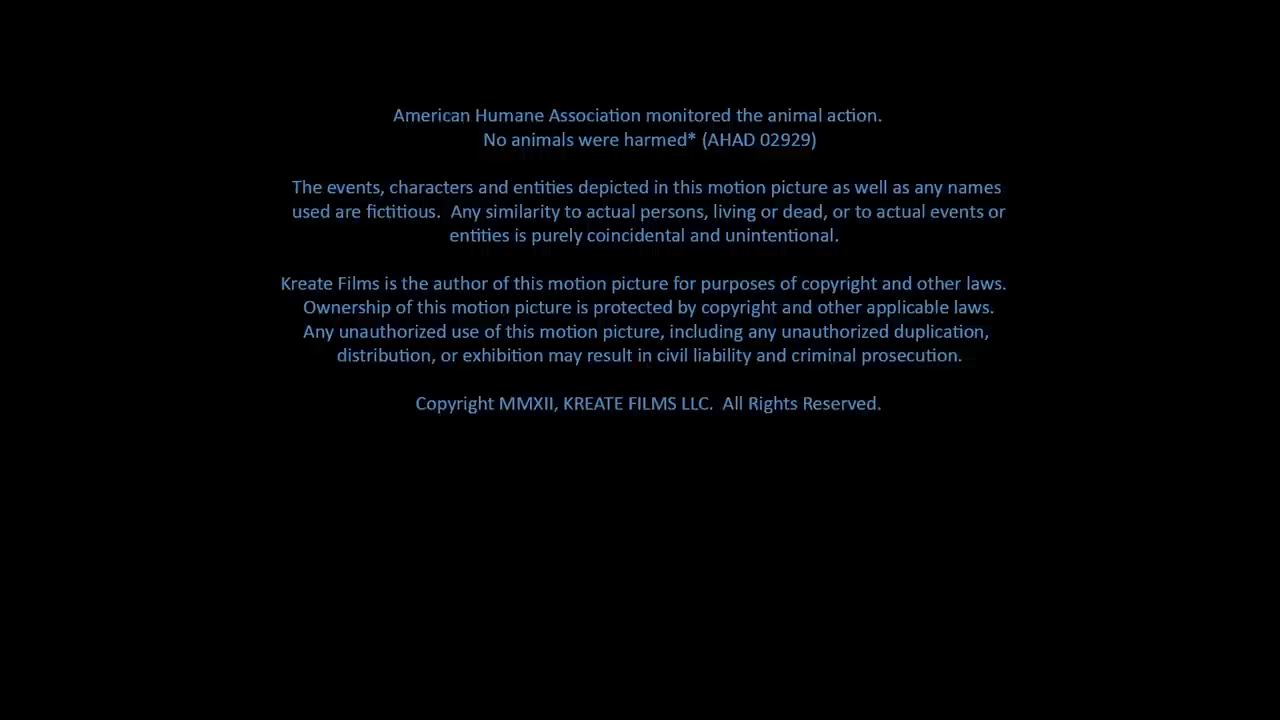 American Humane Association monitored the animal action.
No animals were harmed* (AHAD 02929)
The events, characters and entities depicted in this motion picture as well as any names
used are fictitious.  Any similarity to actual persons, living or dead, or to actual events or
entities is purely coincidental and unintentional.
Kreate Films is the author of this motion picture for purposes of copyright and other laws.
Ownership of this motion picture is protected by copyright and other applicable laws.
Any unauthorized use of this motion picture, including any unauthorized duplication,
distribution, or exhibition may result in civil liability and criminal prosecution.
Copyright MMXII, KREATE FILMS LLC.  All Rights Reserved.